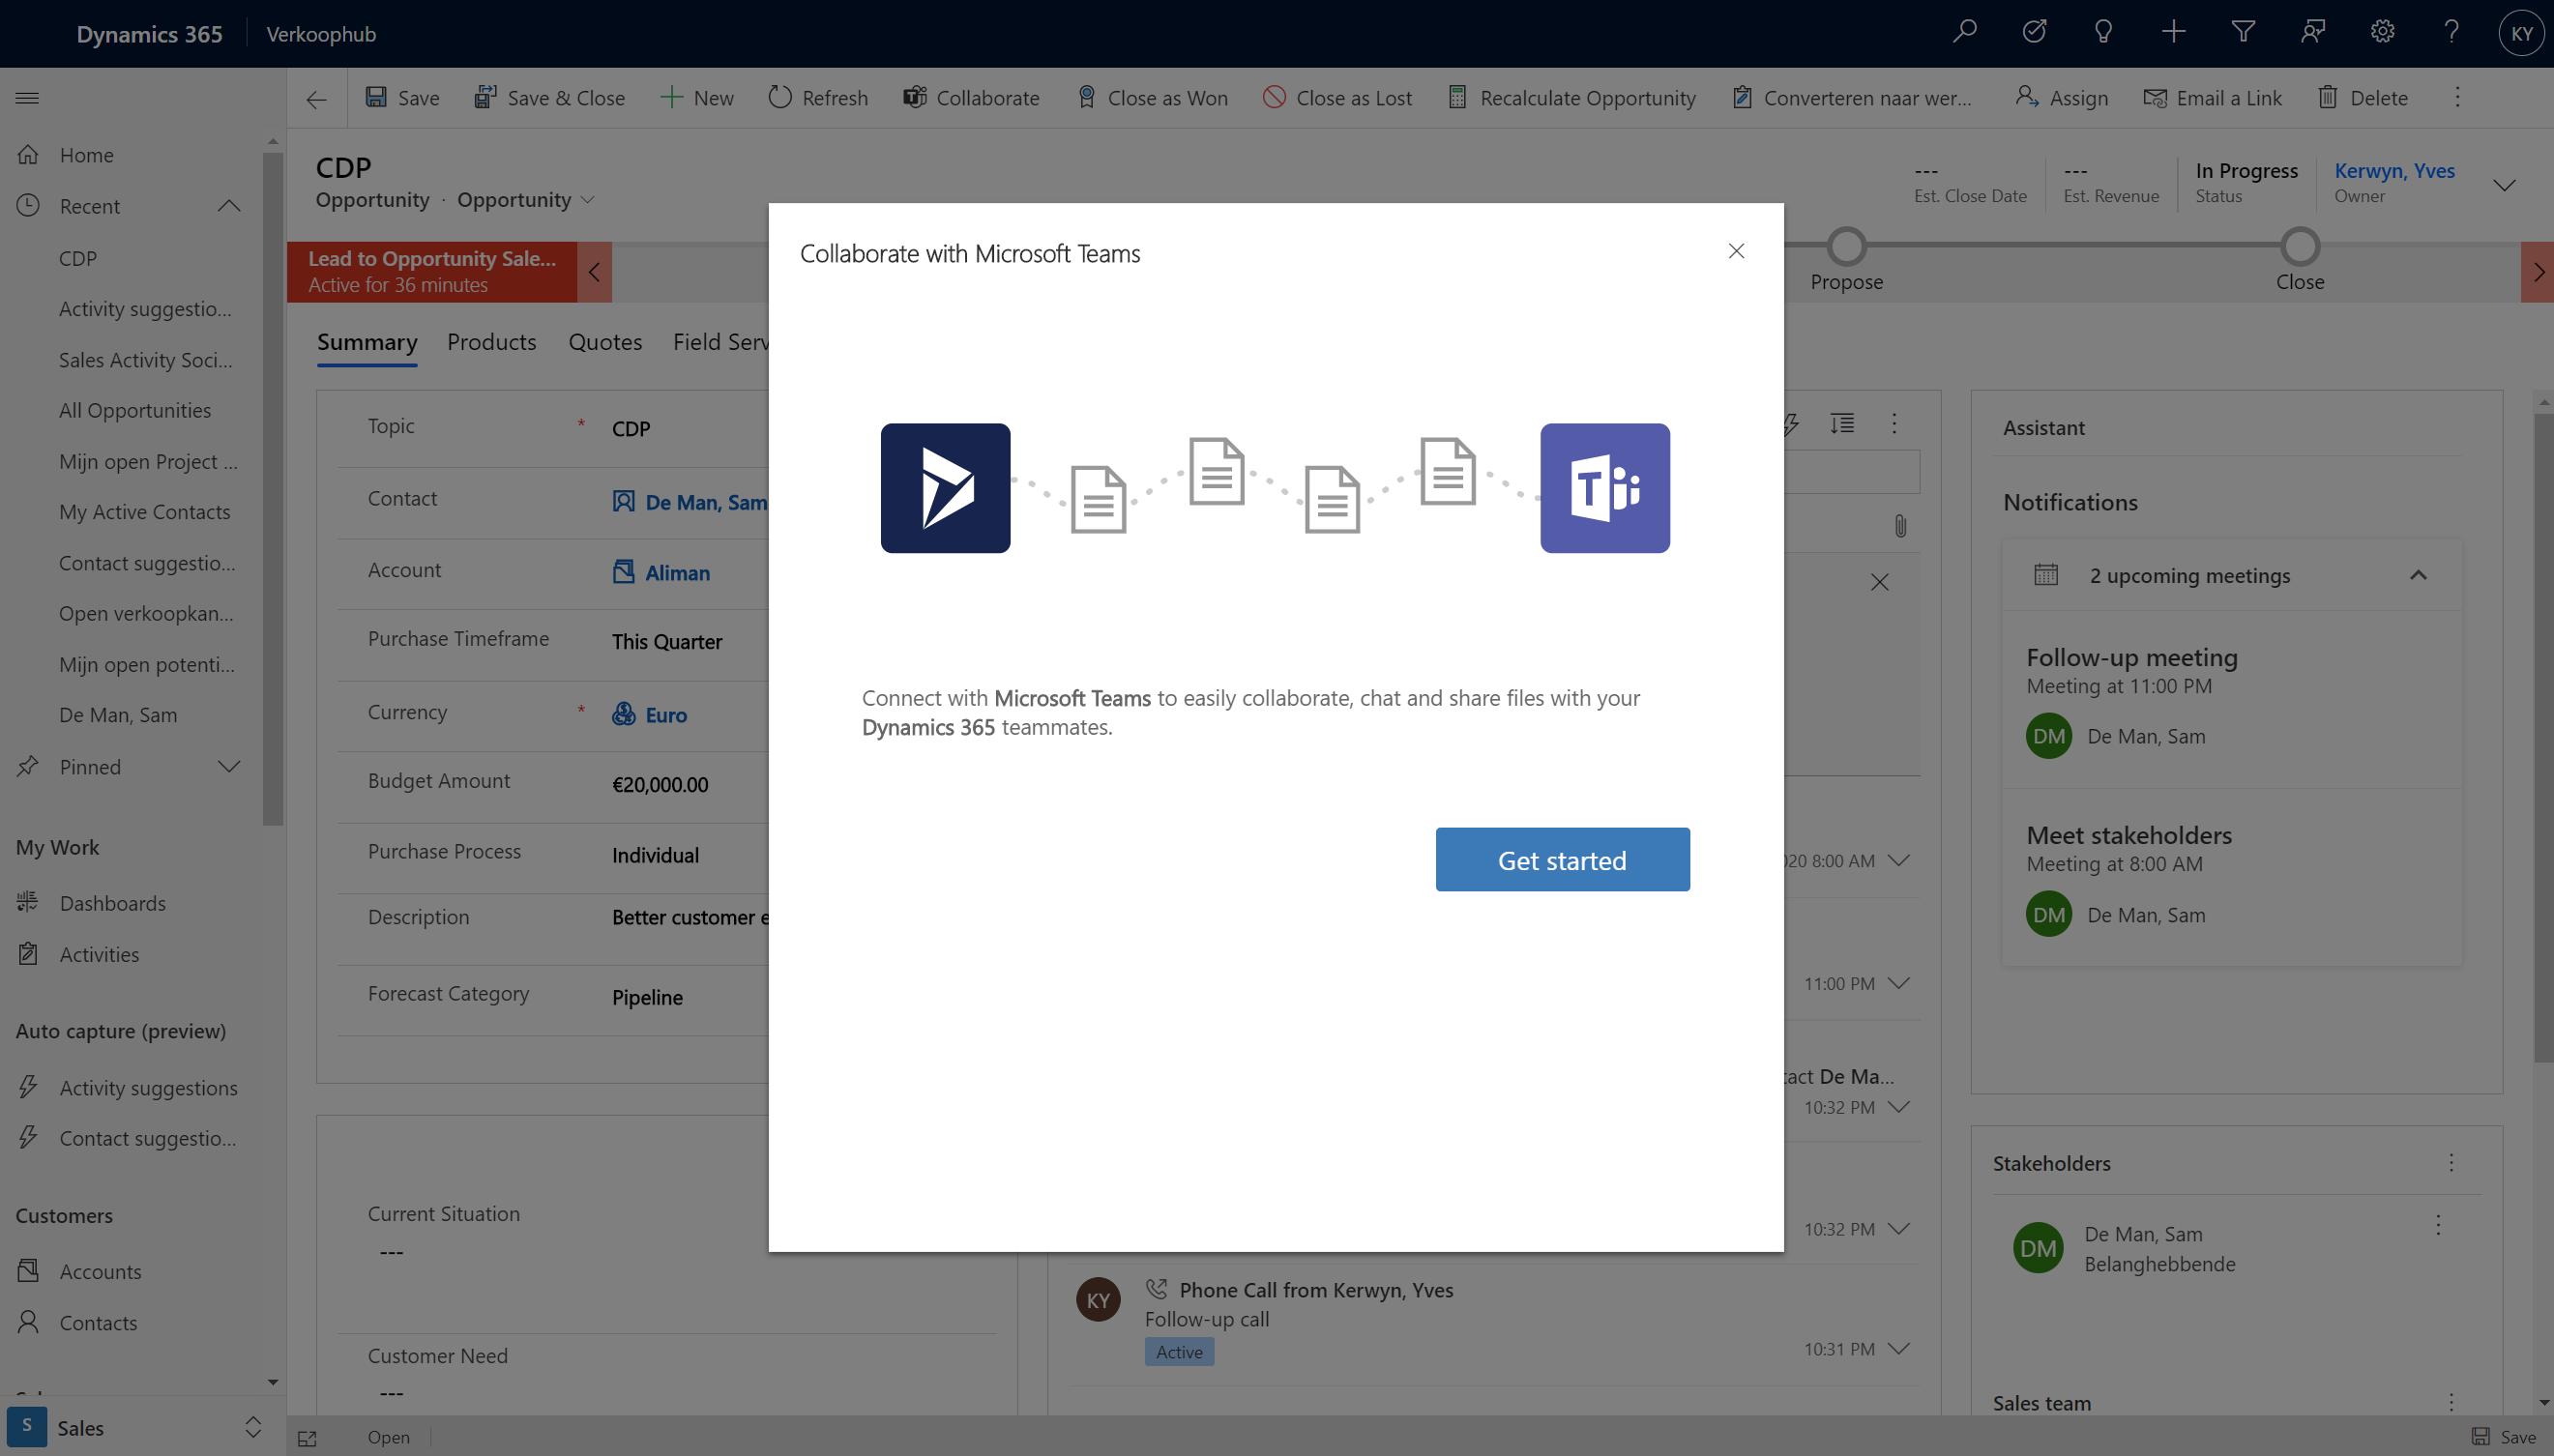 Dynamics 365
Verkoophub
KY
Save
Save & Close
New
Refresh
Collaborate
Close as Won
Close as Lost
Recalculate Opportunity
Converteren naar wer...
Assign
Email a Link
Delete
Home
Recent
CDP
Activity suggestio...
Sales Activity Soci...
All Opportunities
Mijn open Project ...
My Active Contacts
Contact suggestio...
Open verkoopkan...
Mijn open potenti...
De Man, Sam
Pinned
My Work
Dashboards
Activities
Auto capture (preview)
Activity suggestions
Contact suggestio...
Customers
Accounts
Contacts
S Sales
CDP
Opportunity · Opportunity
---
Est. Close Date
---
Est. Revenue
In Progress
Status
Kerwyn, Yves
Owner
Lead to Opportunity Sale...
Active for 36 minutes
Propose
Close
Summary
Products
Quotes
Field Serv
Topic * CDP
Contact De Man, Sam
Account Aliman
Purchase Timeframe This Quarter
Currency * Euro
Budget Amount €20,000.00
Purchase Process Individual
Description Better customer e
Forecast Category Pipeline
Current Situation
---
Customer Need
---
Collaborate with Microsoft Teams
T
Connect with Microsoft Teams to easily collaborate, chat and share files with your
Dynamics 365 teammates.
Get started
020 8:00 AM
11:00 PM
tact De Ma...
10:32 PM
10:32 PM
KY Phone Call from Kerwyn, Yves
Follow-up call
Active
10:31 PM
Assistant
Notifications
2 upcoming meetings
Follow-up meeting
Meeting at 11:00 PM
DM De Man, Sam
Meet stakeholders
Meeting at 8:00 AM
DM De Man, Sam
Stakeholders
DM De Man, Sam
Belanghebbende
Sales team
Open
Save